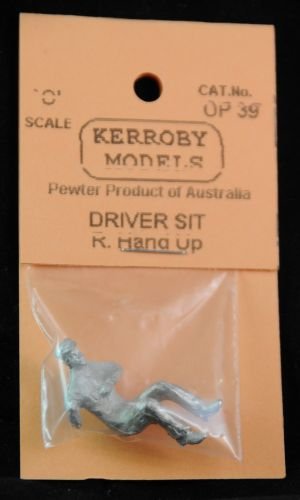 'O' CAT.No.
SCALE OP 39
KERROBY
MODELS
Pewter Product of Australia
DRIVER SIT
R. Hand Up